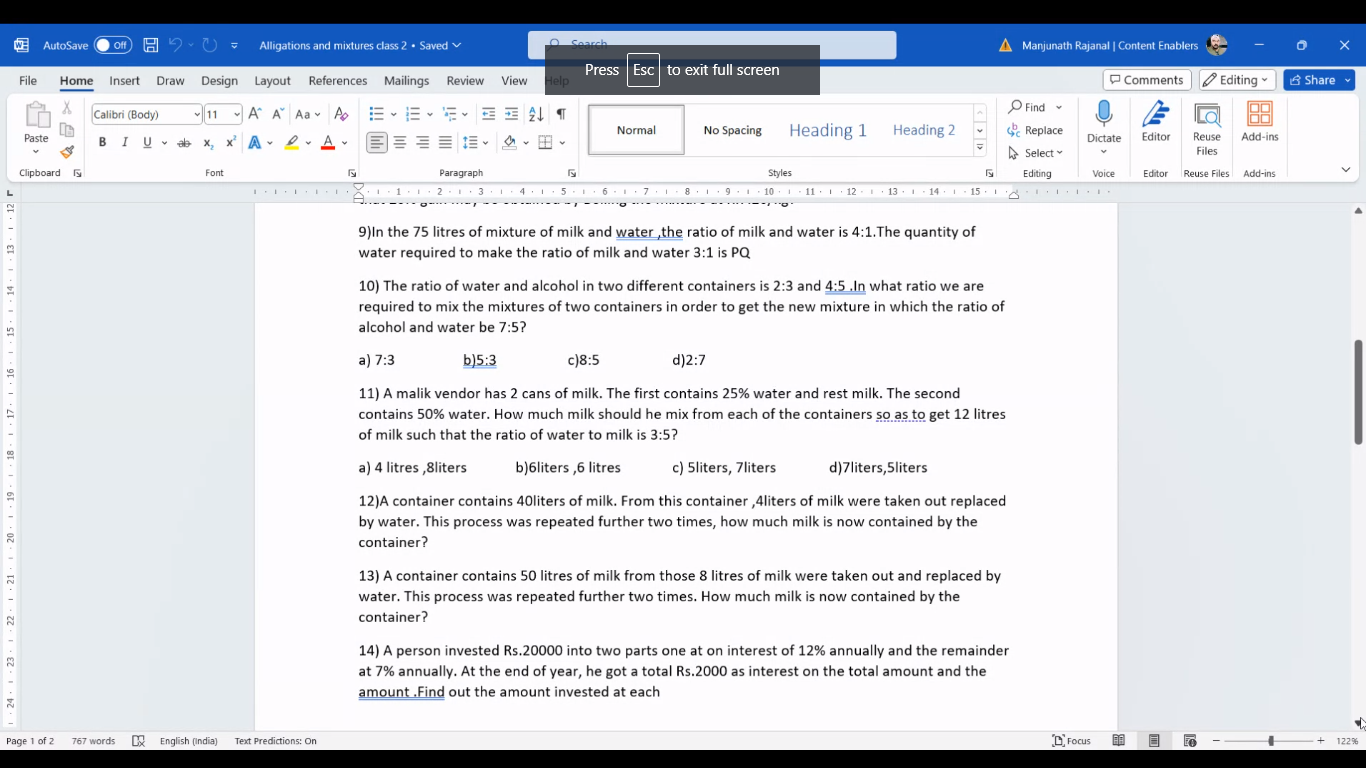 AutoSave Off Alligations and mixtures class 2 • Saved Search Manjunath Rajanal | Content Enablers
Press Esc to exit full screen
File Home Insert Draw Design Layout References Mailings Review View Help Comments Editing Share
Paste Calibri (Body) 11 Normal No Spacing Heading 1 Heading 2 Find Replace Select Dictate Editor Reuse Files Add-ins
Clipboard Font Paragraph Styles Editing Voice Editor Reuse Files Add-ins
9)In the 75 litres of mixture of milk and water ,the ratio of milk and water is 4:1.The quantity of
water required to make the ratio of milk and water 3:1 is PQ
10) The ratio of water and alcohol in two different containers is 2:3 and 4:5 .In what ratio we are
required to mix the mixtures of two containers in order to get the new mixture in which the ratio of
alcohol and water be 7:5?
a) 7:3 b)5:3 c)8:5 d)2:7
11) A malik vendor has 2 cans of milk. The first contains 25% water and rest milk. The second
contains 50% water. How much milk should he mix from each of the containers so as to get 12 litres
of milk such that the ratio of water to milk is 3:5?
a) 4 litres ,8liters b)6liters ,6 litres c) 5liters, 7liters d)7liters,5liters
12)A container contains 40liters of milk. From this container ,4liters of milk were taken out replaced
by water. This process was repeated further two times, how much milk is now contained by the
container?
13) A container contains 50 litres of milk from those 8 litres of milk were taken out and replaced by
water. This process was repeated further two times. How much milk is now contained by the
container?
14) A person invested Rs.20000 into two parts one at on interest of 12% annually and the remainder
at 7% annually. At the end of year, he got a total Rs.2000 as interest on the total amount and the
amount .Find out the amount invested at each
Page 1 of 2 767 words English (India) Text Predictions: On Focus 122%